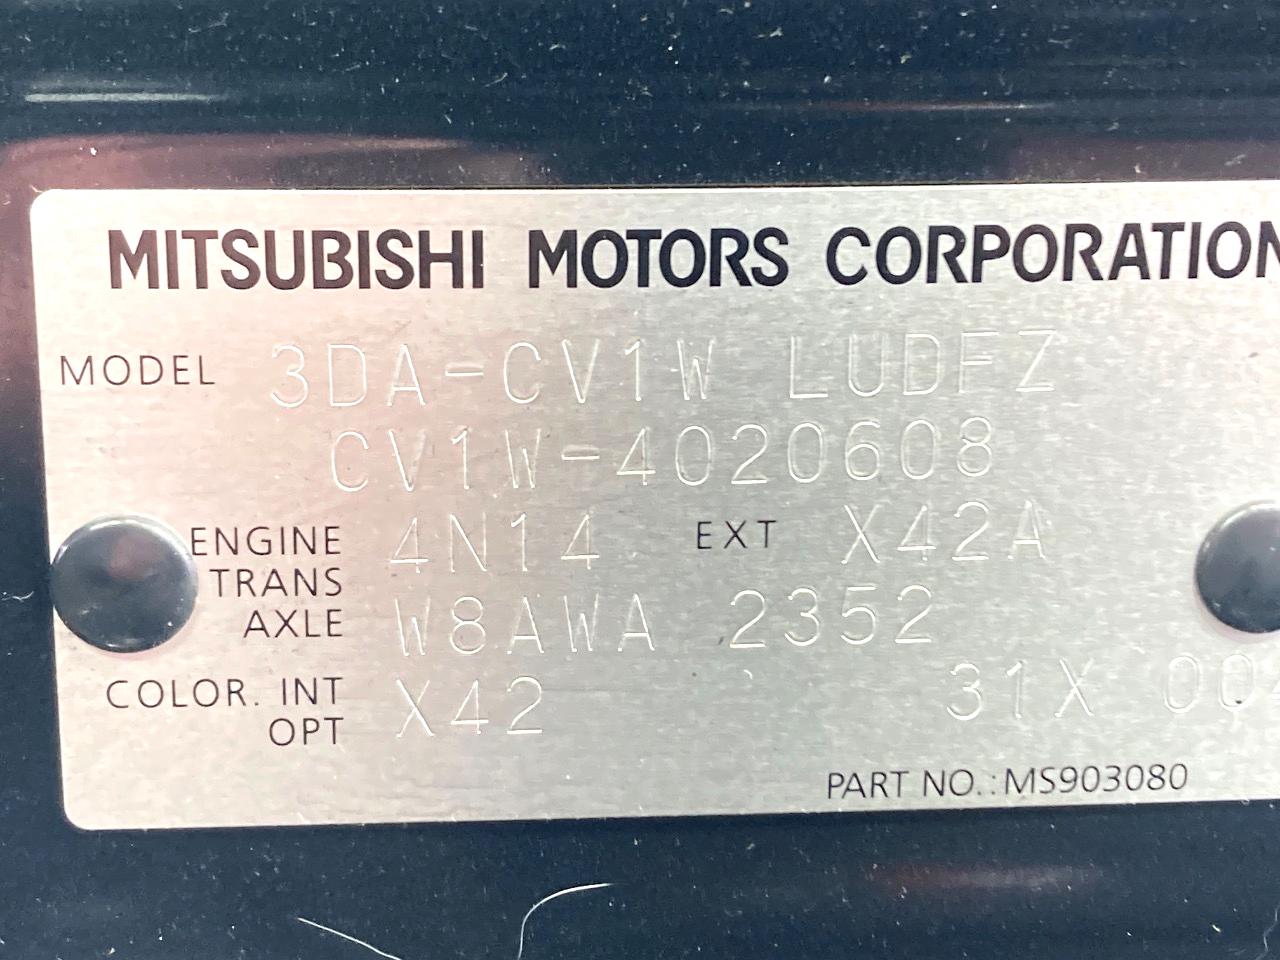 MITSUBISHI MOTORS CORPORATION
MODEL 3DA-CV1W LUDFZ
CV1W-4020608
ENGINE 4N14 EXT X42A
TRANS
AXLE W8AWA 2352
COLOR. INT X42 31X 004
OPT
PART NO.:MS903080